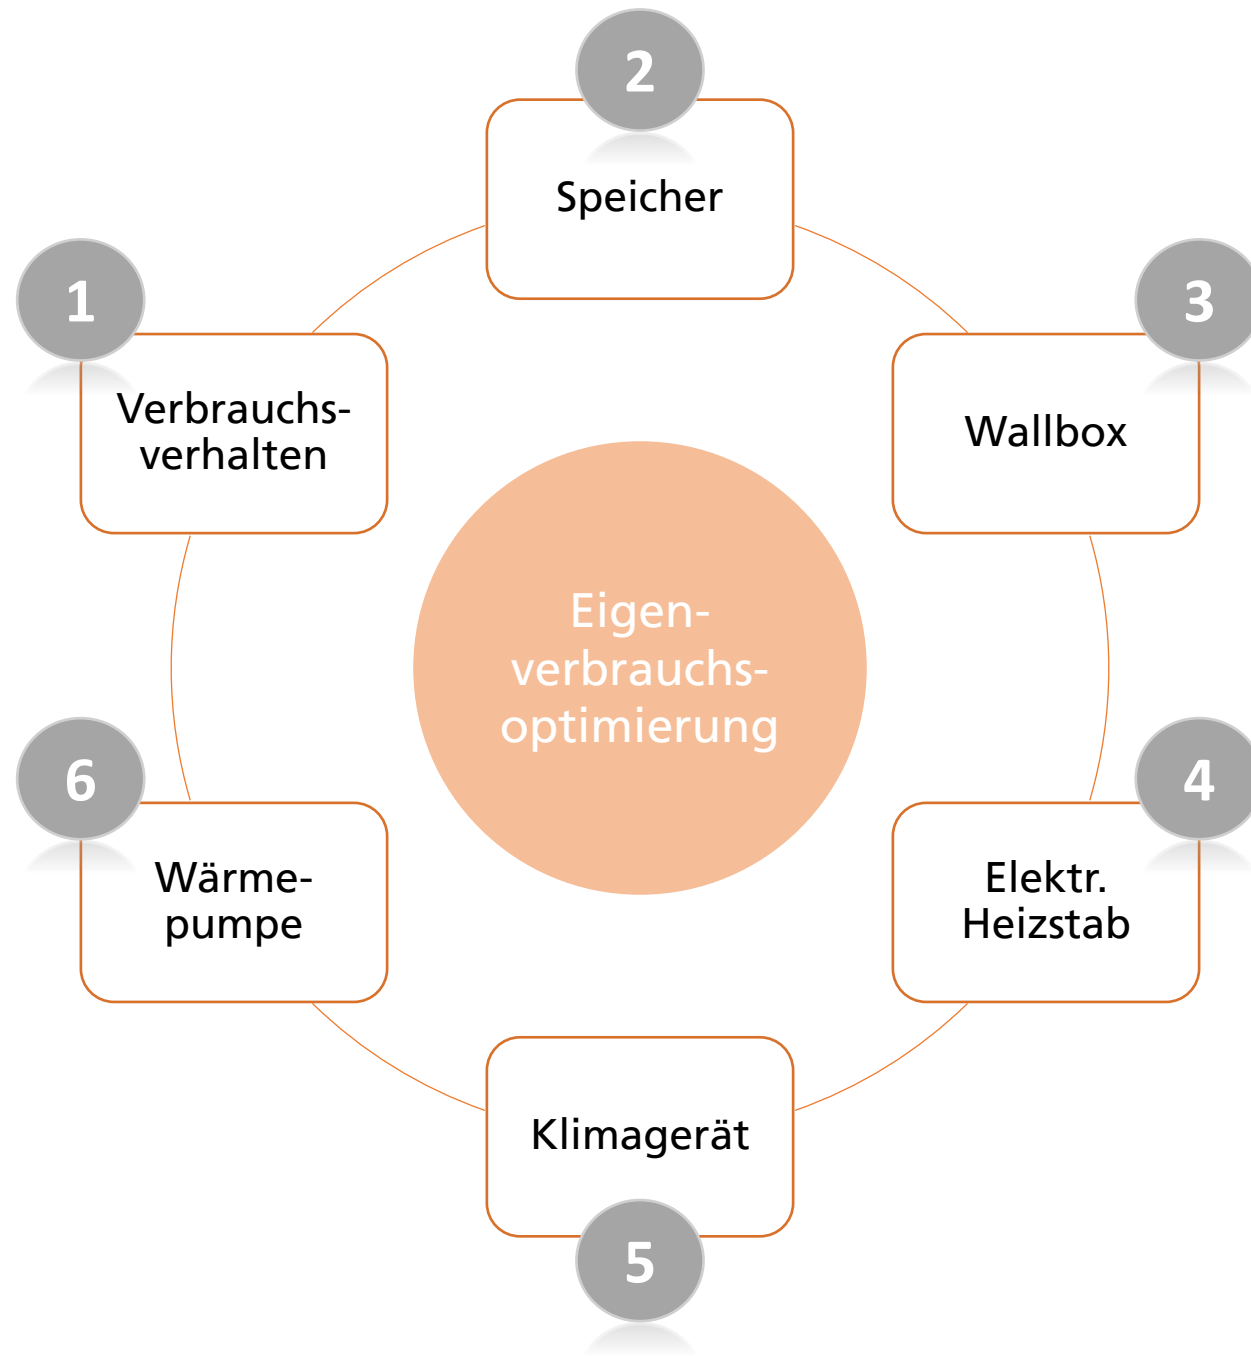 1
Verbrauchs-
verhalten
2
Speicher
3
Wallbox
4
Elektr.
Heizstab
5
Klimagerät
6
Wärme-
pumpe
Eigen-
verbrauchs-
optimierung